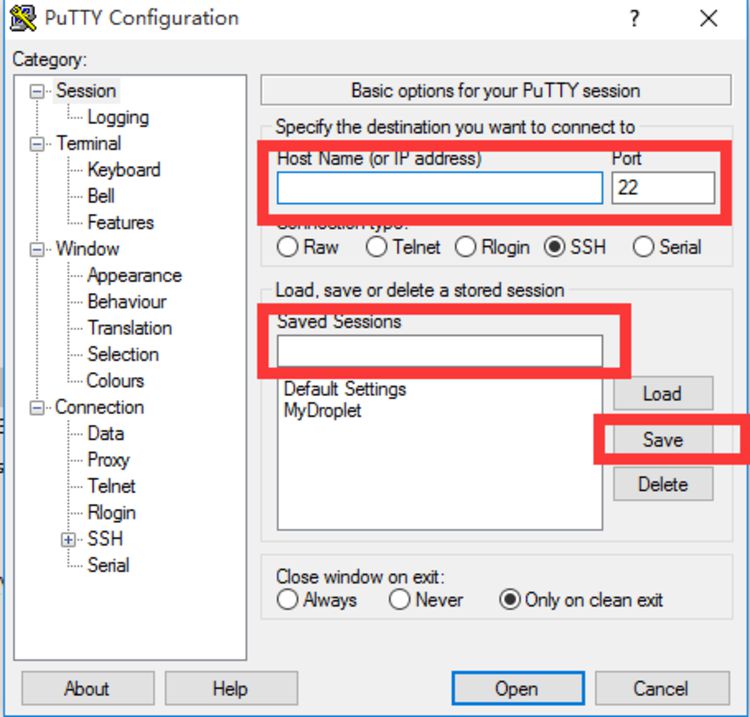 PuTTY Configuration
?
Category:
Session
Logging
Terminal
Keyboard
Bell
Features
Window
Appearance
Behaviour
Translation
Selection
Colours
Connection
Data
Proxy
Telnet
Rlogin
SSH
Serial
Basic options for your PuTTY session
Specify the destination you want to connect to
Host Name (or IP address) Port
22
Connection type:
Raw Telnet Rlogin SSH Serial
Load, save or delete a stored session
Saved Sessions
Default Settings
MyDroplet
Load
Save
Delete
Close window on exit:
Always Never Only on clean exit
About Help Open Cancel